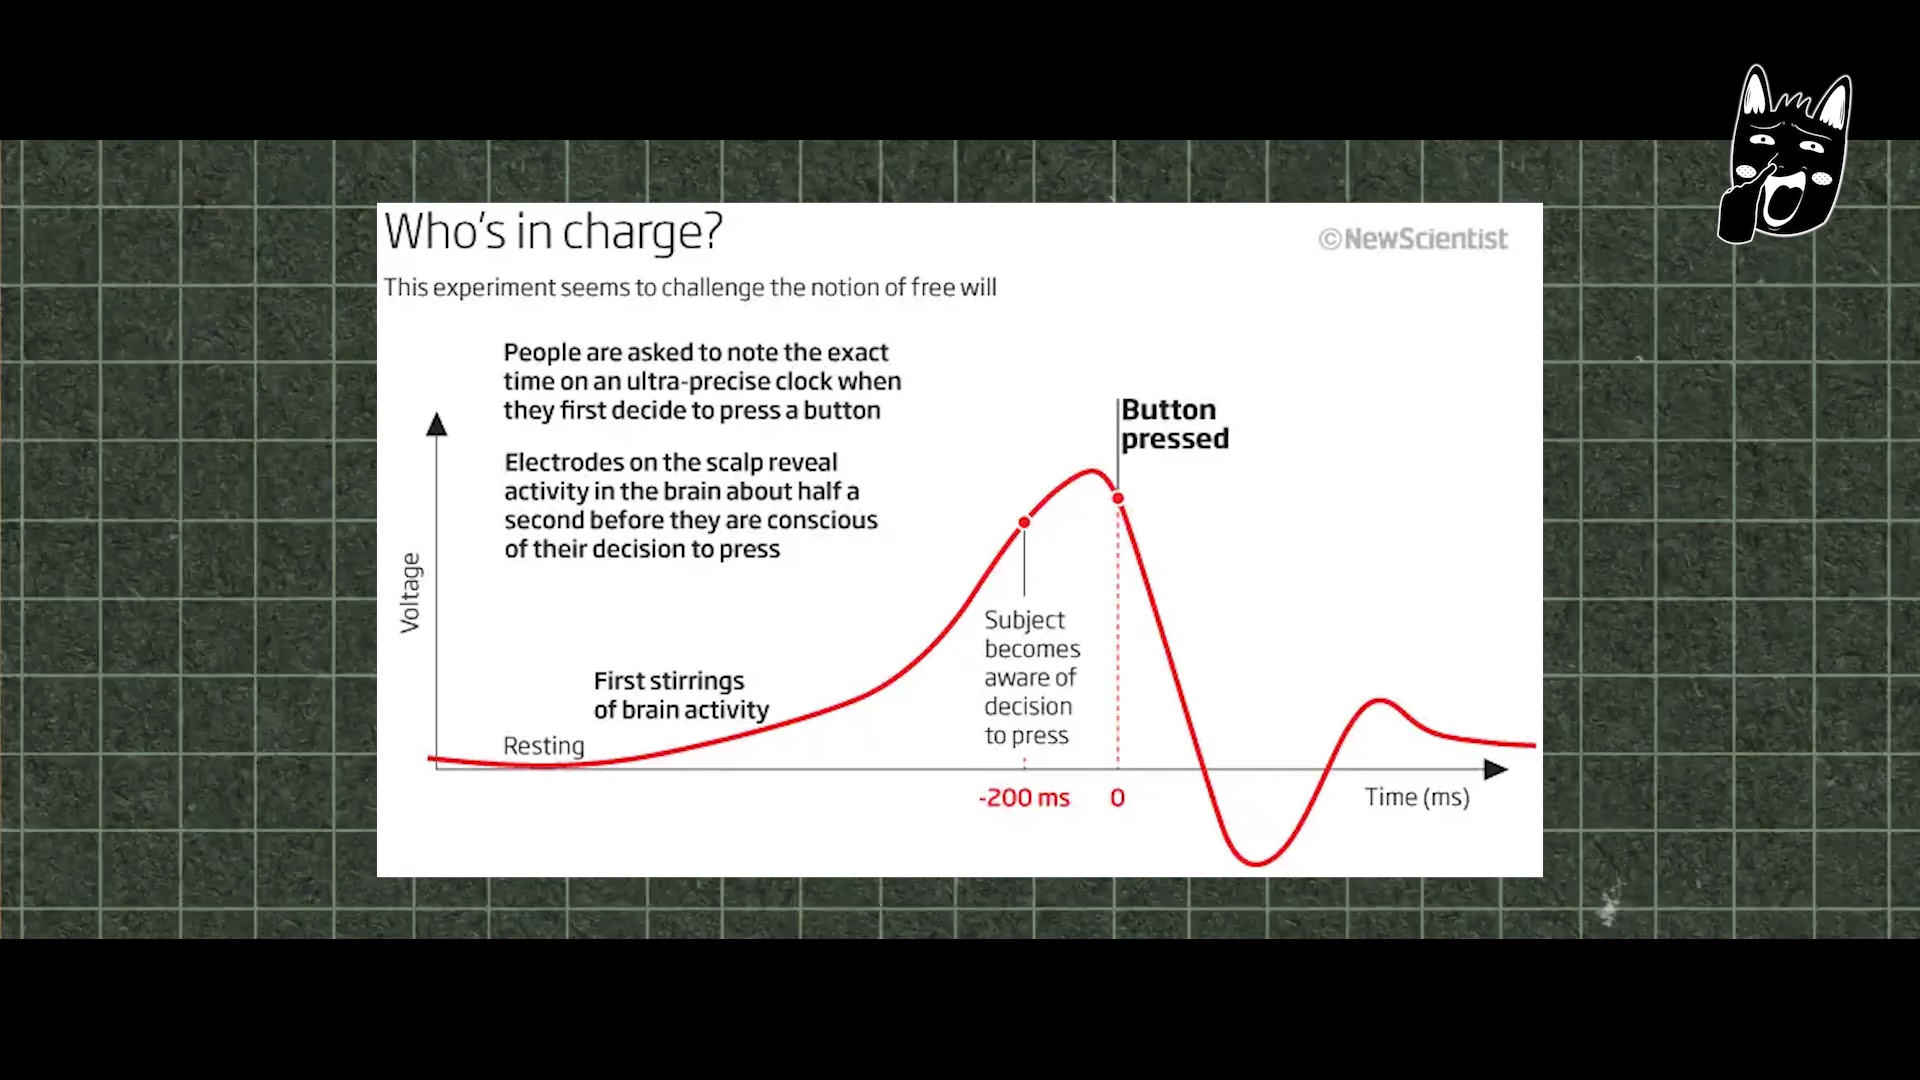 Who's in charge?
©NewScientist
This experiment seems to challenge the notion of free will
People are asked to note the exact
time on an ultra-precise clock when
they first decide to press a button
Electrodes on the scalp reveal
activity in the brain about half a
second before they are conscious
of their decision to press
Button
pressed
Voltage
First stirrings
of brain activity
Resting
Subject
becomes
aware of
decision
to press
-200 ms
0
Time (ms)